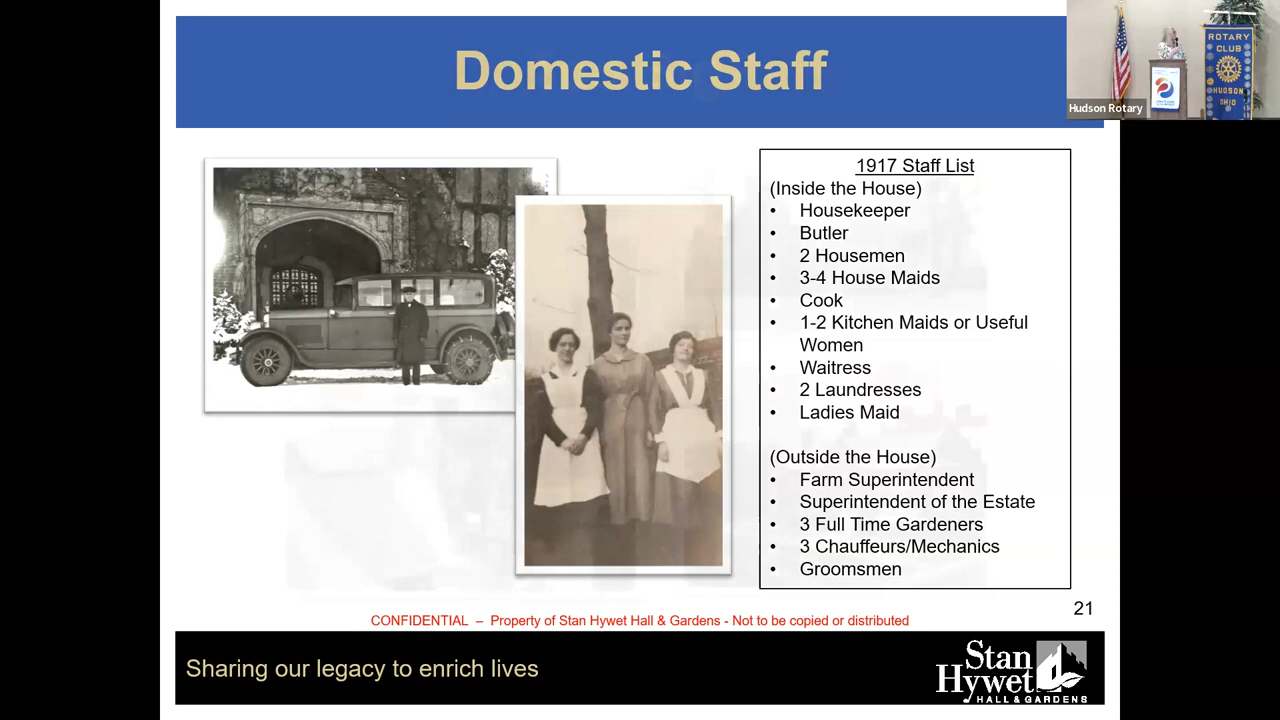 Domestic Staff
ROTARY
CLUB
HUDSON
OHIO
Hudson Rotary
1917 Staff List
(Inside the House)
• Housekeeper
• Butler
• 2 Housemen
• 3-4 House Maids
• Cook
• 1-2 Kitchen Maids or Useful
Women
• Waitress
• 2 Laundresses
• Ladies Maid
(Outside the House)
• Farm Superintendent
• Superintendent of the Estate
• 3 Full Time Gardeners
• 3 Chauffeurs/Mechanics
• Groomsmen
21
CONFIDENTIAL – Property of Stan Hywet Hall & Gardens - Not to be copied or distributed
Sharing our legacy to enrich lives
Stan
Hywet
HALL & GARDENS